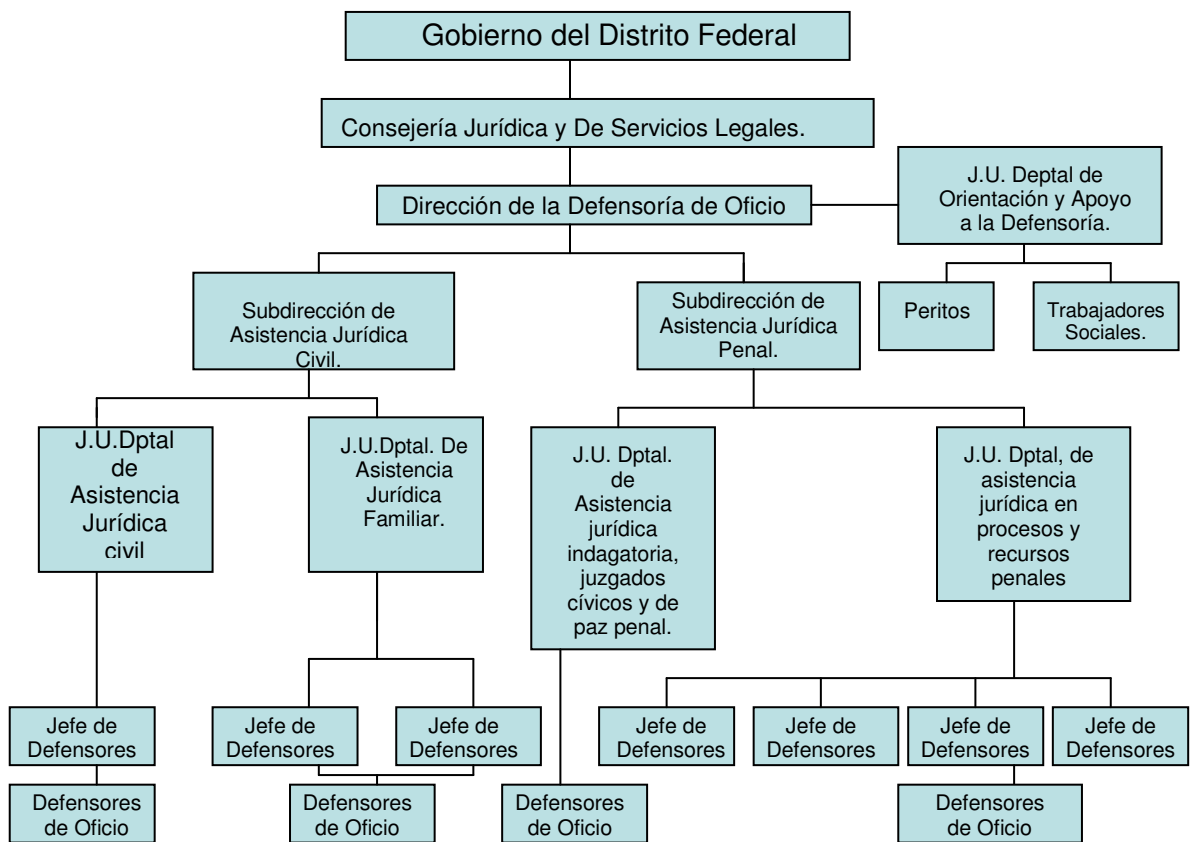 Gobierno del Distrito Federal
Consejería Jurídica y De Servicios Legales.
Dirección de la Defensoría de Oficio
J.U. Deptal de
Orientación y Apoyo
a la Defensoría.
Subdirección de
Asistencia Jurídica
Civil.
Subdirección de
Asistencia Jurídica
Penal.
Peritos
Trabajadores
Sociales.
J.U.Dptal
de
Asistencia
Jurídica
civil
J.U.Dptal. De
Asistencia
Jurídica
Familiar.
J.U. Dptal.
de
Asistencia
jurídica
indagatoria,
juzgados
cívicos y de
paz penal.
J.U. Dptal, de
asistencia
jurídica en
procesos y
recursos
penales
Jefe de
Defensores
Jefe de
Defensores
Jefe de
Defensores
Jefe de
Defensores
Jefe de
Defensores
Jefe de
Defensores
Jefe de
Defensores
Defensores
de Oficio
Defensores
de Oficio
Defensores
de Oficio
Defensores
de Oficio